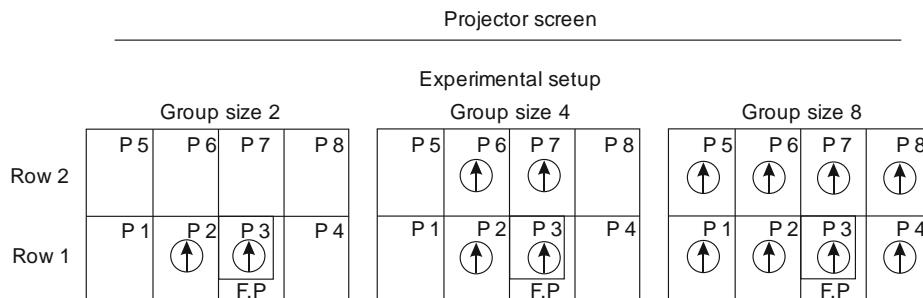 Projector screen
Experimental setup
Group size 2 Group size 4 Group size 8
P 5 P 6 P 7 P 8 P 5 P 6 P 7 P 8 P 5 P 6 P 7 P 8
Row 2
P 1 P 2 P 3 P 4 P 1 P 2 P 3 P 4 P 1 P 2 P 3 P 4
Row 1
F.P F.P F.P